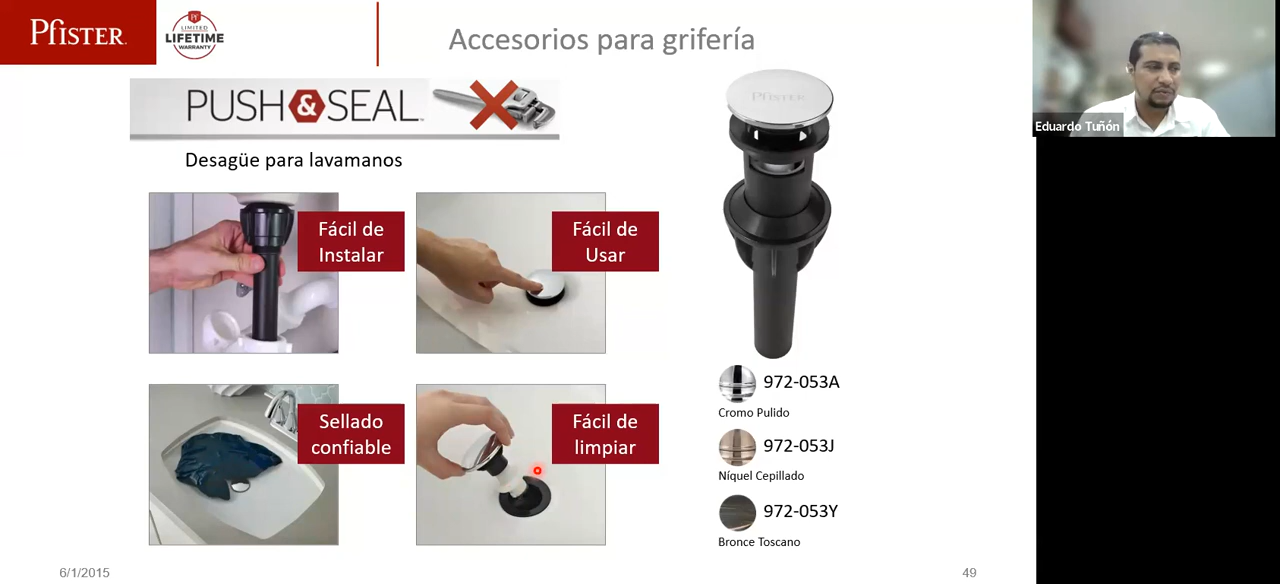 PFISTER
LIMITED
LIFETIME
WARRANTY
Accesorios para grifería
PUSH & SEAL
Desagüe para lavamanos
Fácil de
Instalar
Fácil de
Usar
Sellado
confiable
Fácil de
limpiar
PFISTER
972-053A
Cromo Pulido
972-053J
Níquel Cepillado
972-053Y
Bronce Toscano
6/1/2015
49
Eduardo Tuñón